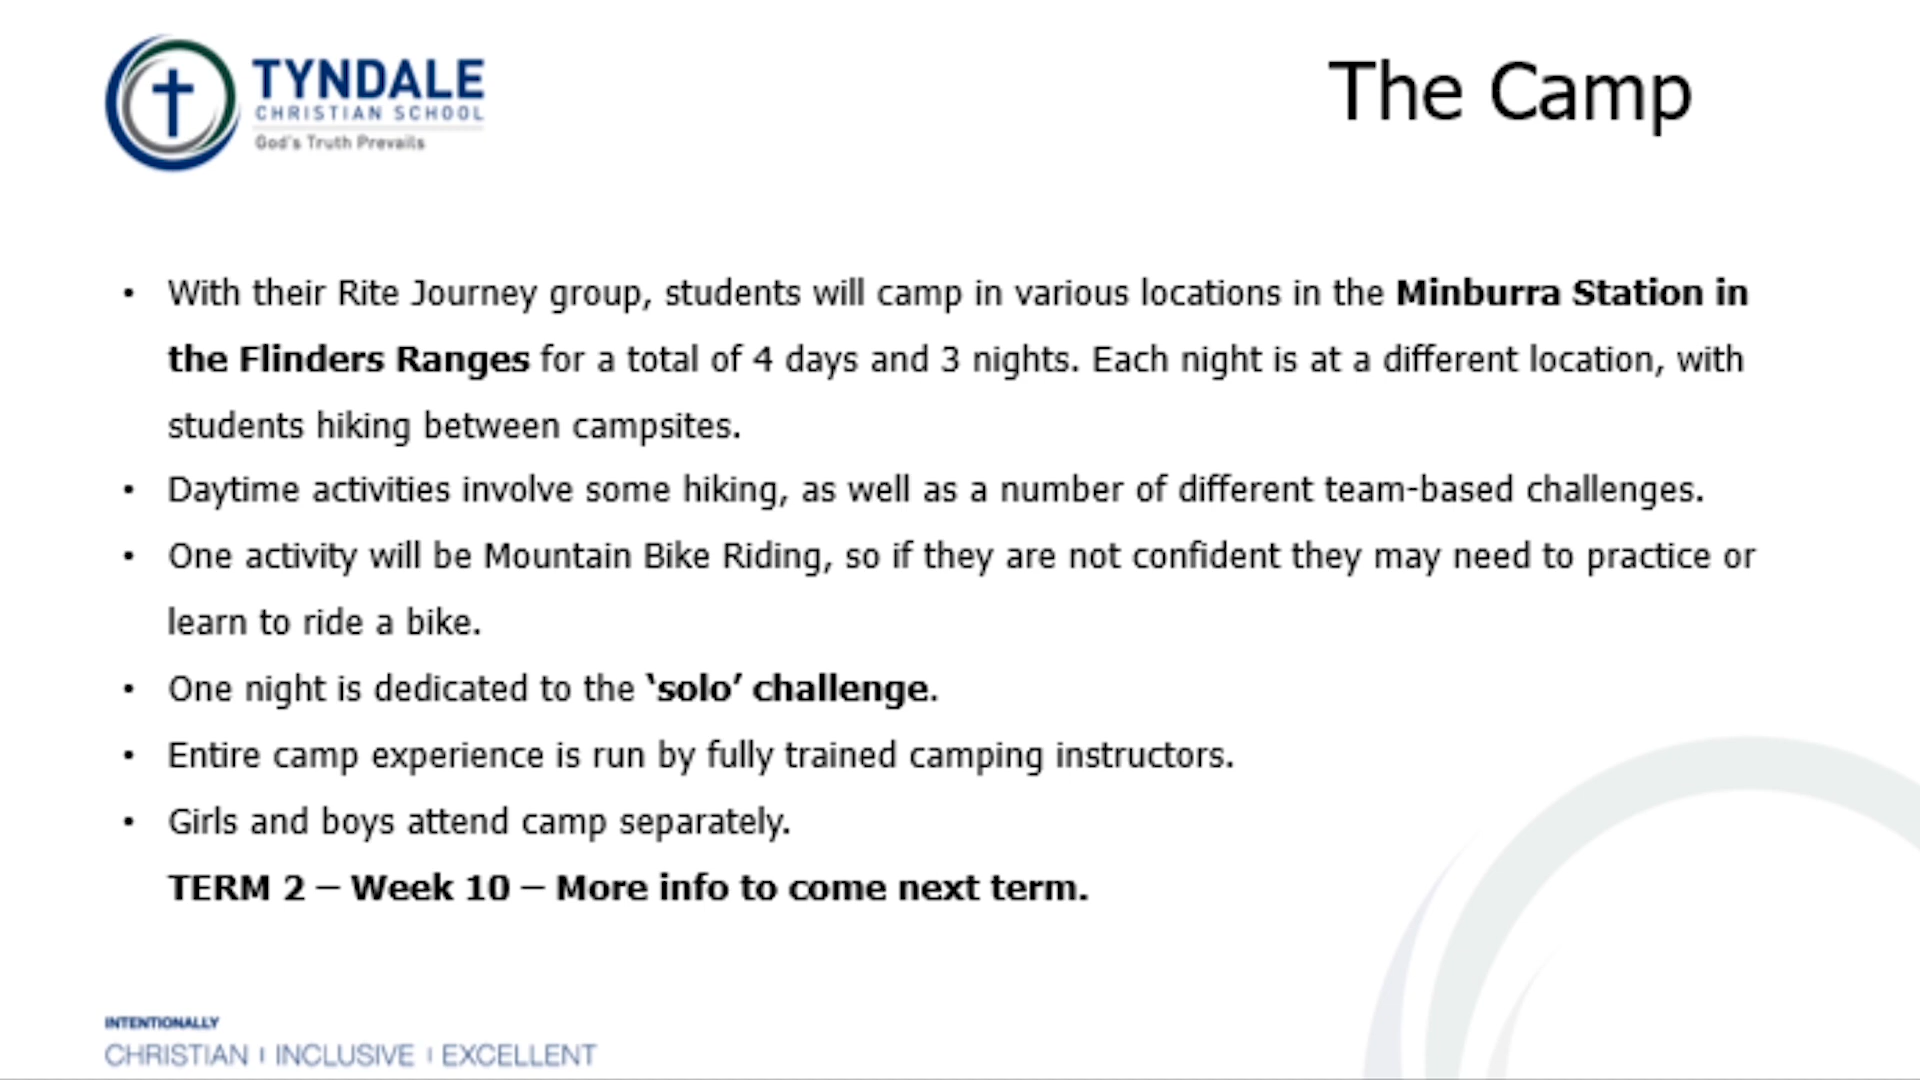 TYNDALE
CHRISTIAN SCHOOL
God's Truth Prevails
The Camp
• With their Rite Journey group, students will camp in various locations in the Minburra Station in
the Flinders Ranges for a total of 4 days and 3 nights. Each night is at a different location, with
students hiking between campsites.
• Daytime activities involve some hiking, as well as a number of different team-based challenges.
• One activity will be Mountain Bike Riding, so if they are not confident they may need to practice or
learn to ride a bike.
• One night is dedicated to the ‘solo’ challenge.
• Entire camp experience is run by fully trained camping instructors.
• Girls and boys attend camp separately.
TERM 2 – Week 10 – More info to come next term.
INTENTIONALLY
CHRISTIAN | INCLUSIVE | EXCELLENT